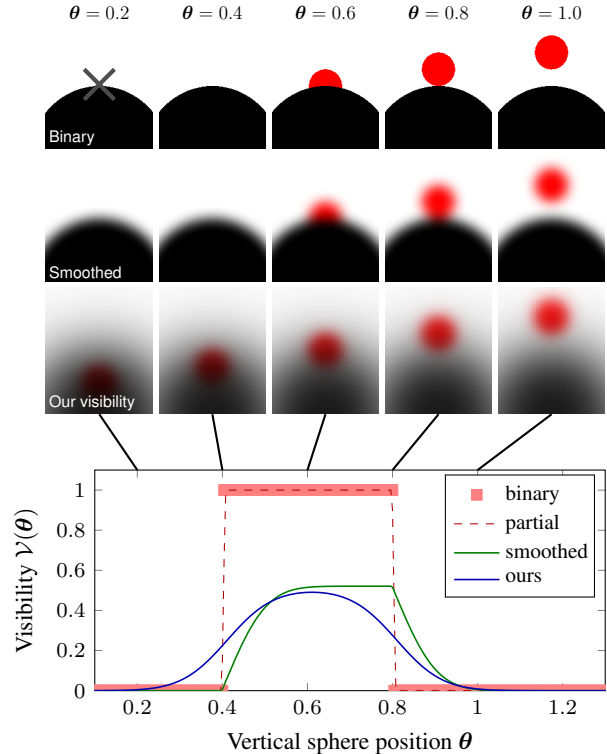 θ = 0.2 θ = 0.4 θ = 0.6 θ = 0.8 θ = 1.0
Binary
Smoothed
Our visibility
1
0.8
0.6
0.4
0.2
0
Visibility 𝒱(θ)
binary
partial
smoothed
ours
0.2 0.4 0.6 0.8 1 1.2
Vertical sphere position θ